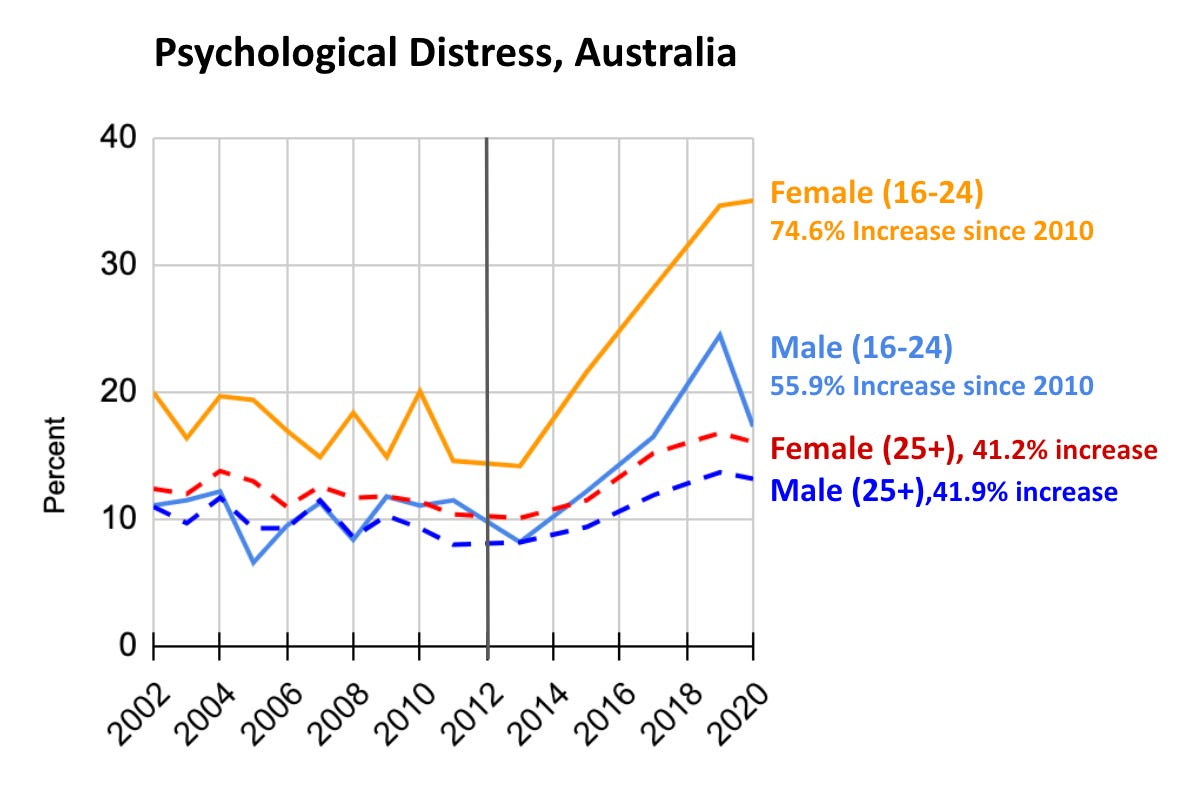 Psychological Distress, Australia
40
30
20
10
0
Percent
2002
2004
2006
2008
2010
2012
2014
2016
2018
2020
Female (16-24)
74.6% Increase since 2010
Male (16-24)
55.9% Increase since 2010
Female (25+), 41.2% increase
Male (25+),41.9% increase